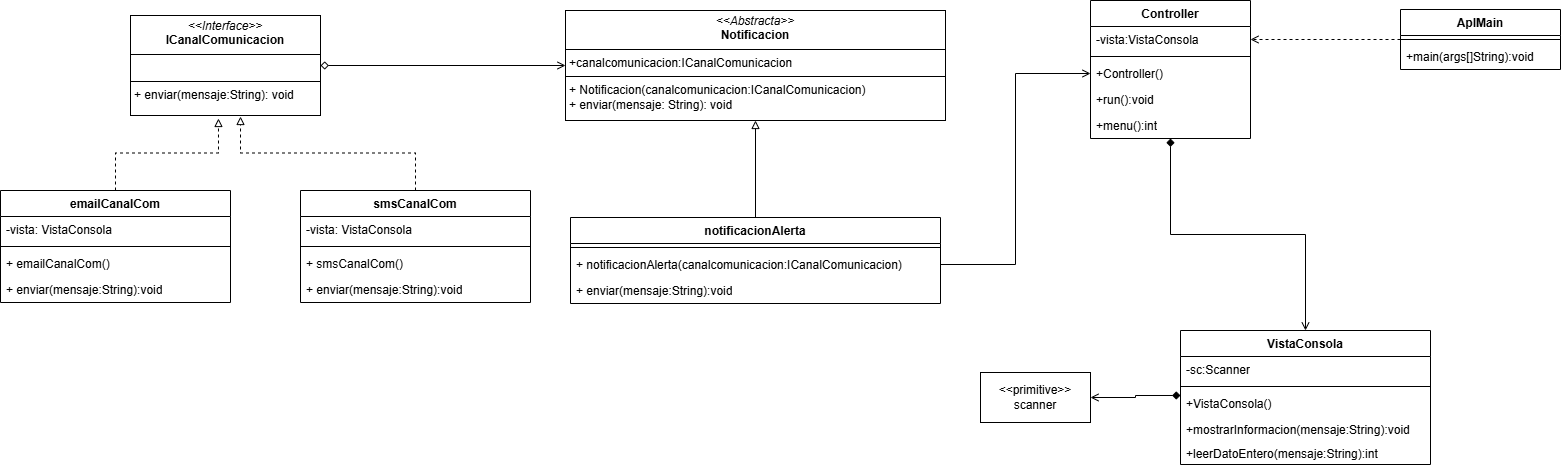 <<Interface>>
ICanalComunicacion
+ enviar(mensaje:String): void
<<Abstracta>>
Notificacion
+canalcomunicacion:ICanalComunicacion
+ Notificacion(canalcomunicacion:ICanalComunicacion)
+ enviar(mensaje: String): void
Controller
-vista:VistaConsola
+Controller()
+run():void
+menu():int
AplMain
+main(args[]String):void
emailCanalCom
-vista: VistaConsola
+ emailCanalCom()
+ enviar(mensaje:String):void
smsCanalCom
-vista: VistaConsola
+ smsCanalCom()
+ enviar(mensaje:String):void
notificacionAlerta
+ notificacionAlerta(canalcomunicacion:ICanalComunicacion)
+ enviar(mensaje:String):void
VistaConsola
-sc:Scanner
+VistaConsola()
+mostrarInformacion(mensaje:String):void
+leerDatoEntero(mensaje:String):int
<<primitive>>
scanner